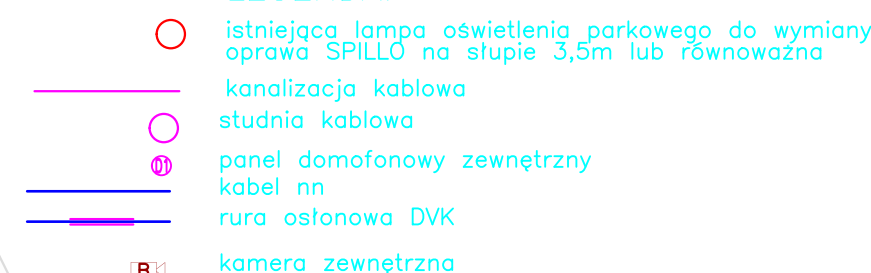 istniejąca lampa oświetlenia parkowego do wymiany
oprawa SPILLO na słupie 3,5m lub równoważna
kanalizacja kablowa
studnia kablowa
D1 panel domofonowy zewnętrzny
kabel nn
rura osłonowa DVK
B kamera zewnętrzna